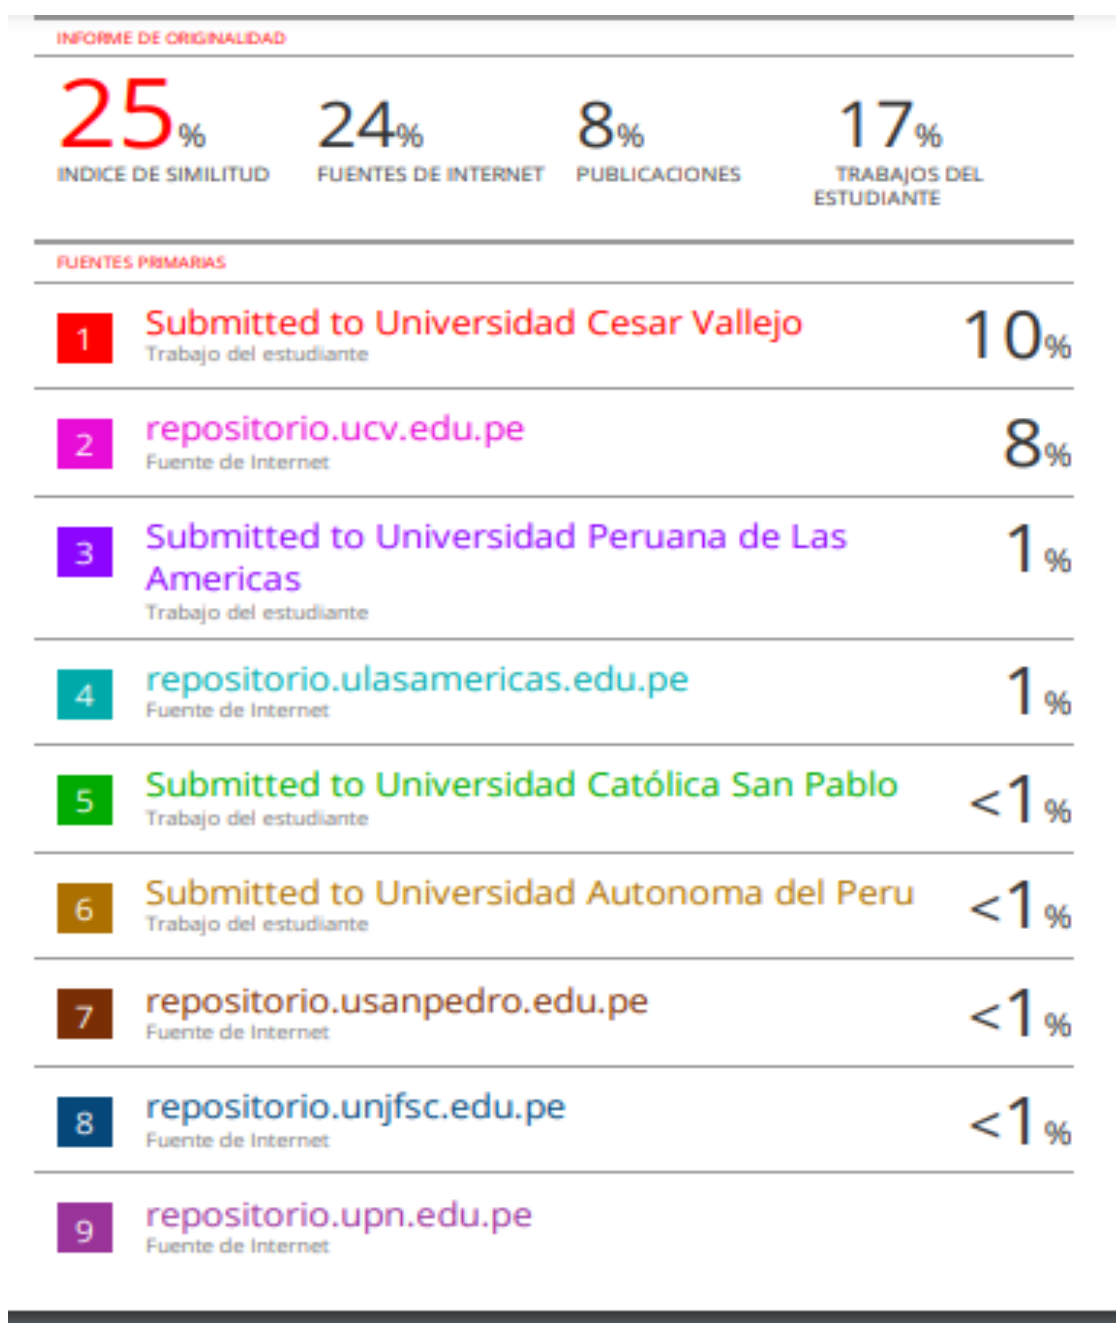 INFORME DE ORIGINALIDAD
25%
INDICE DE SIMILITUD
24%
FUENTES DE INTERNET
8%
PUBLICACIONES
17%
TRABAJOS DEL
ESTUDIANTE
FUENTES PRIMARIAS
1 Submitted to Universidad Cesar Vallejo 10%
Trabajo del estudiante
2 repositorio.ucv.edu.pe 8%
Fuente de Internet
3 Submitted to Universidad Peruana de Las 1%
Americas
Trabajo del estudiante
4 repositorio.ulasamericas.edu.pe 1%
Fuente de Internet
5 Submitted to Universidad Católica San Pablo <1%
Trabajo del estudiante
6 Submitted to Universidad Autonoma del Peru <1%
Trabajo del estudiante
7 repositorio.usanpedro.edu.pe <1%
Fuente de Internet
8 repositorio.unjfsc.edu.pe <1%
Fuente de Internet
9 repositorio.upn.edu.pe
Fuente de Internet